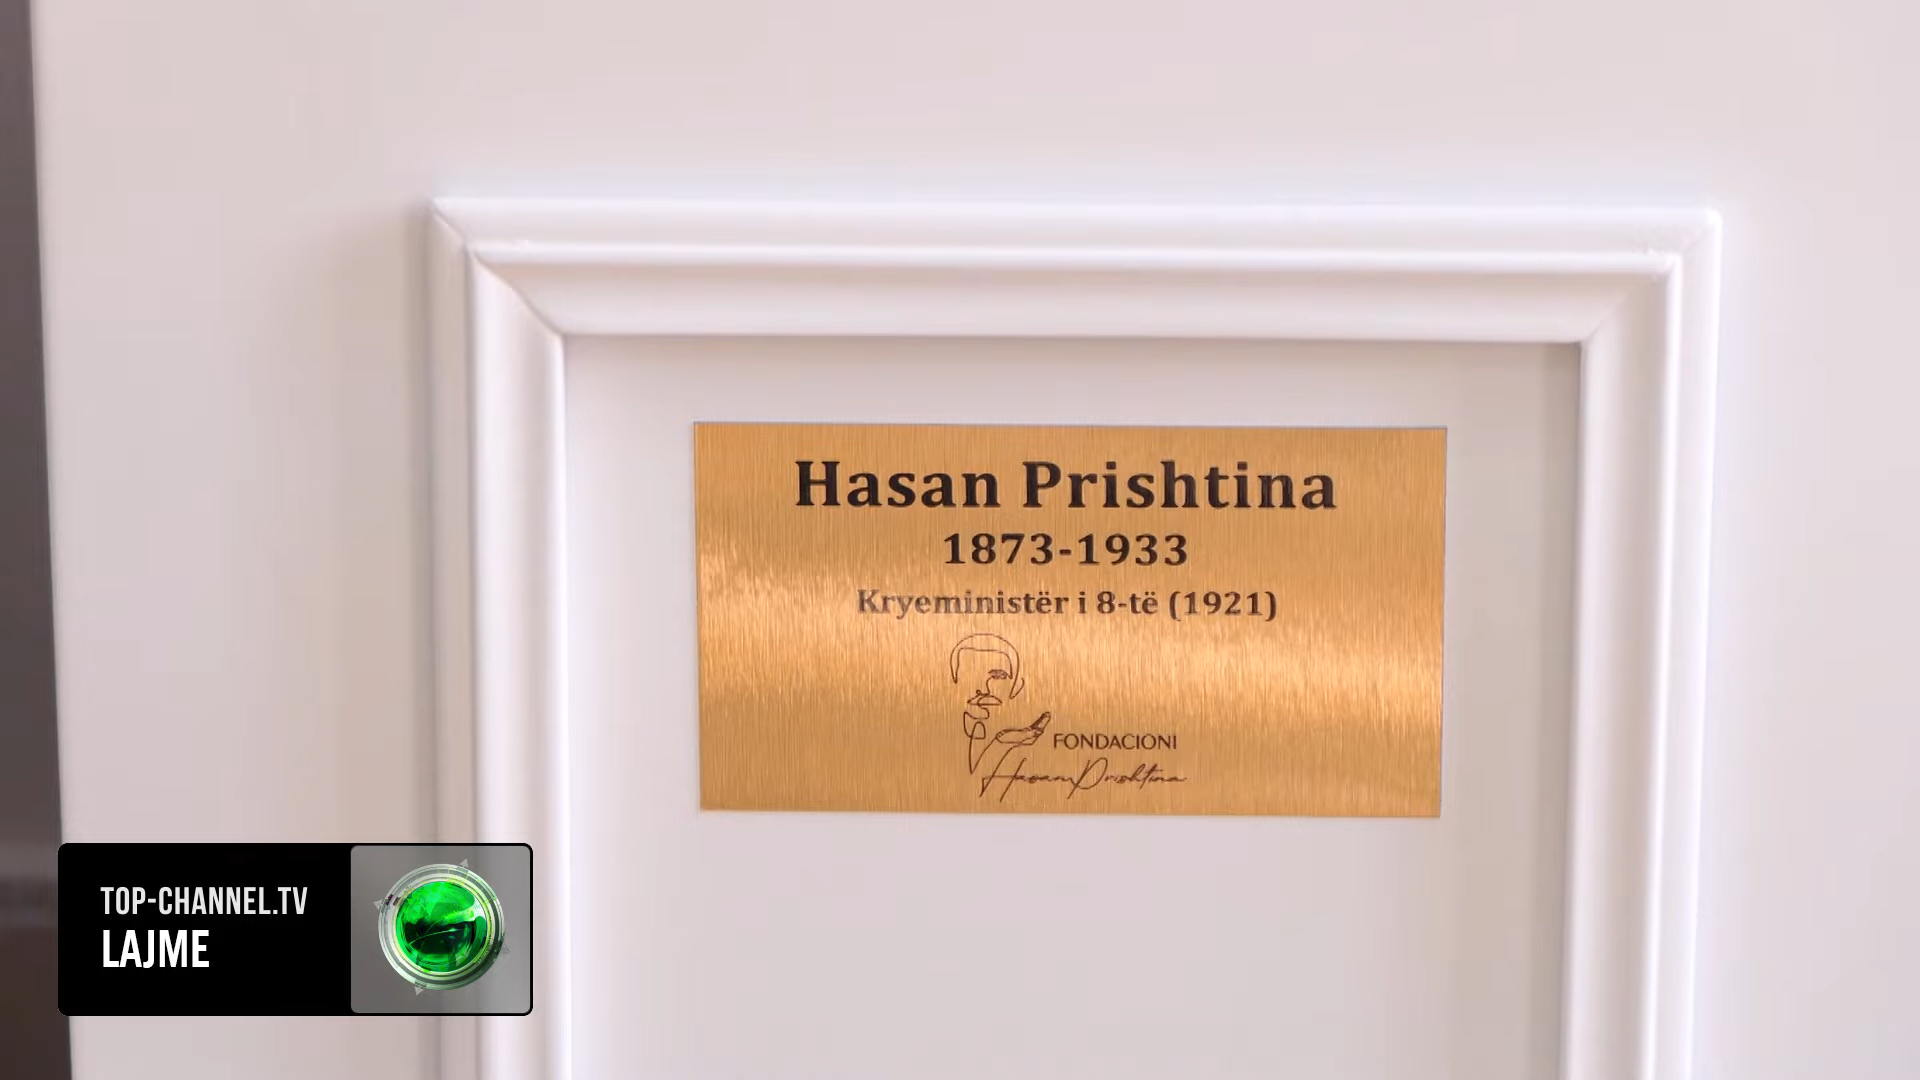 Hasan Prishtina
1873-1933
Kryeministër i 8-të (1921)
FONDACIONI
Hasan Prishtina
TOP-CHANNEL.TV
LAJME